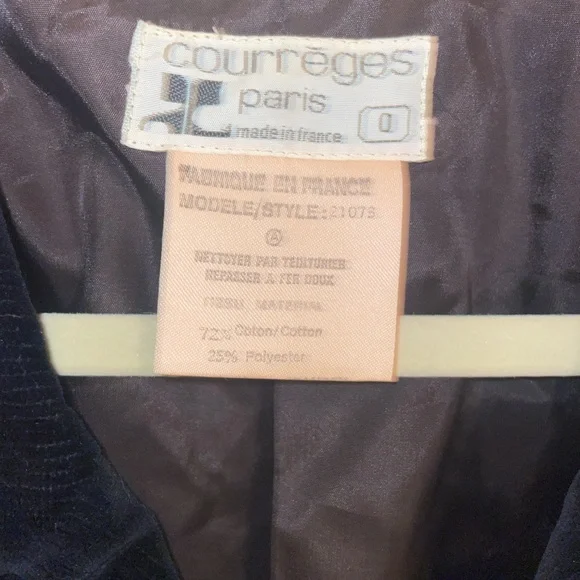 courrèges
paris
made in france
0
FABRIQUE EN FRANCE
MODELE/STYLE: 21079
A
NETTOYER PAR TEINTURIER
REPASSER A FER DOUX
TISSU MATERIAL
72% Coton/Cotton
25% Polyester